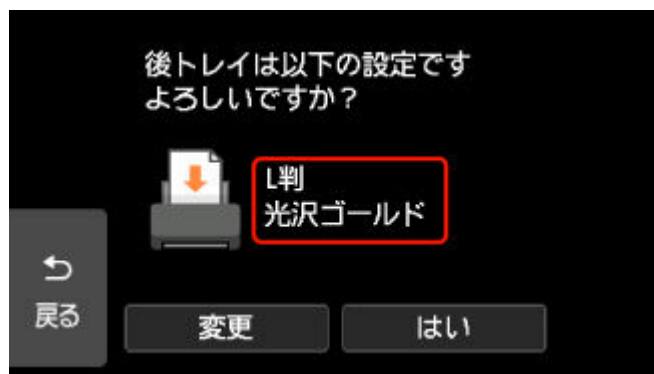 後トレイは以下の設定です
よろしいですか？
L判
光沢ゴールド
戻る
変更
はい